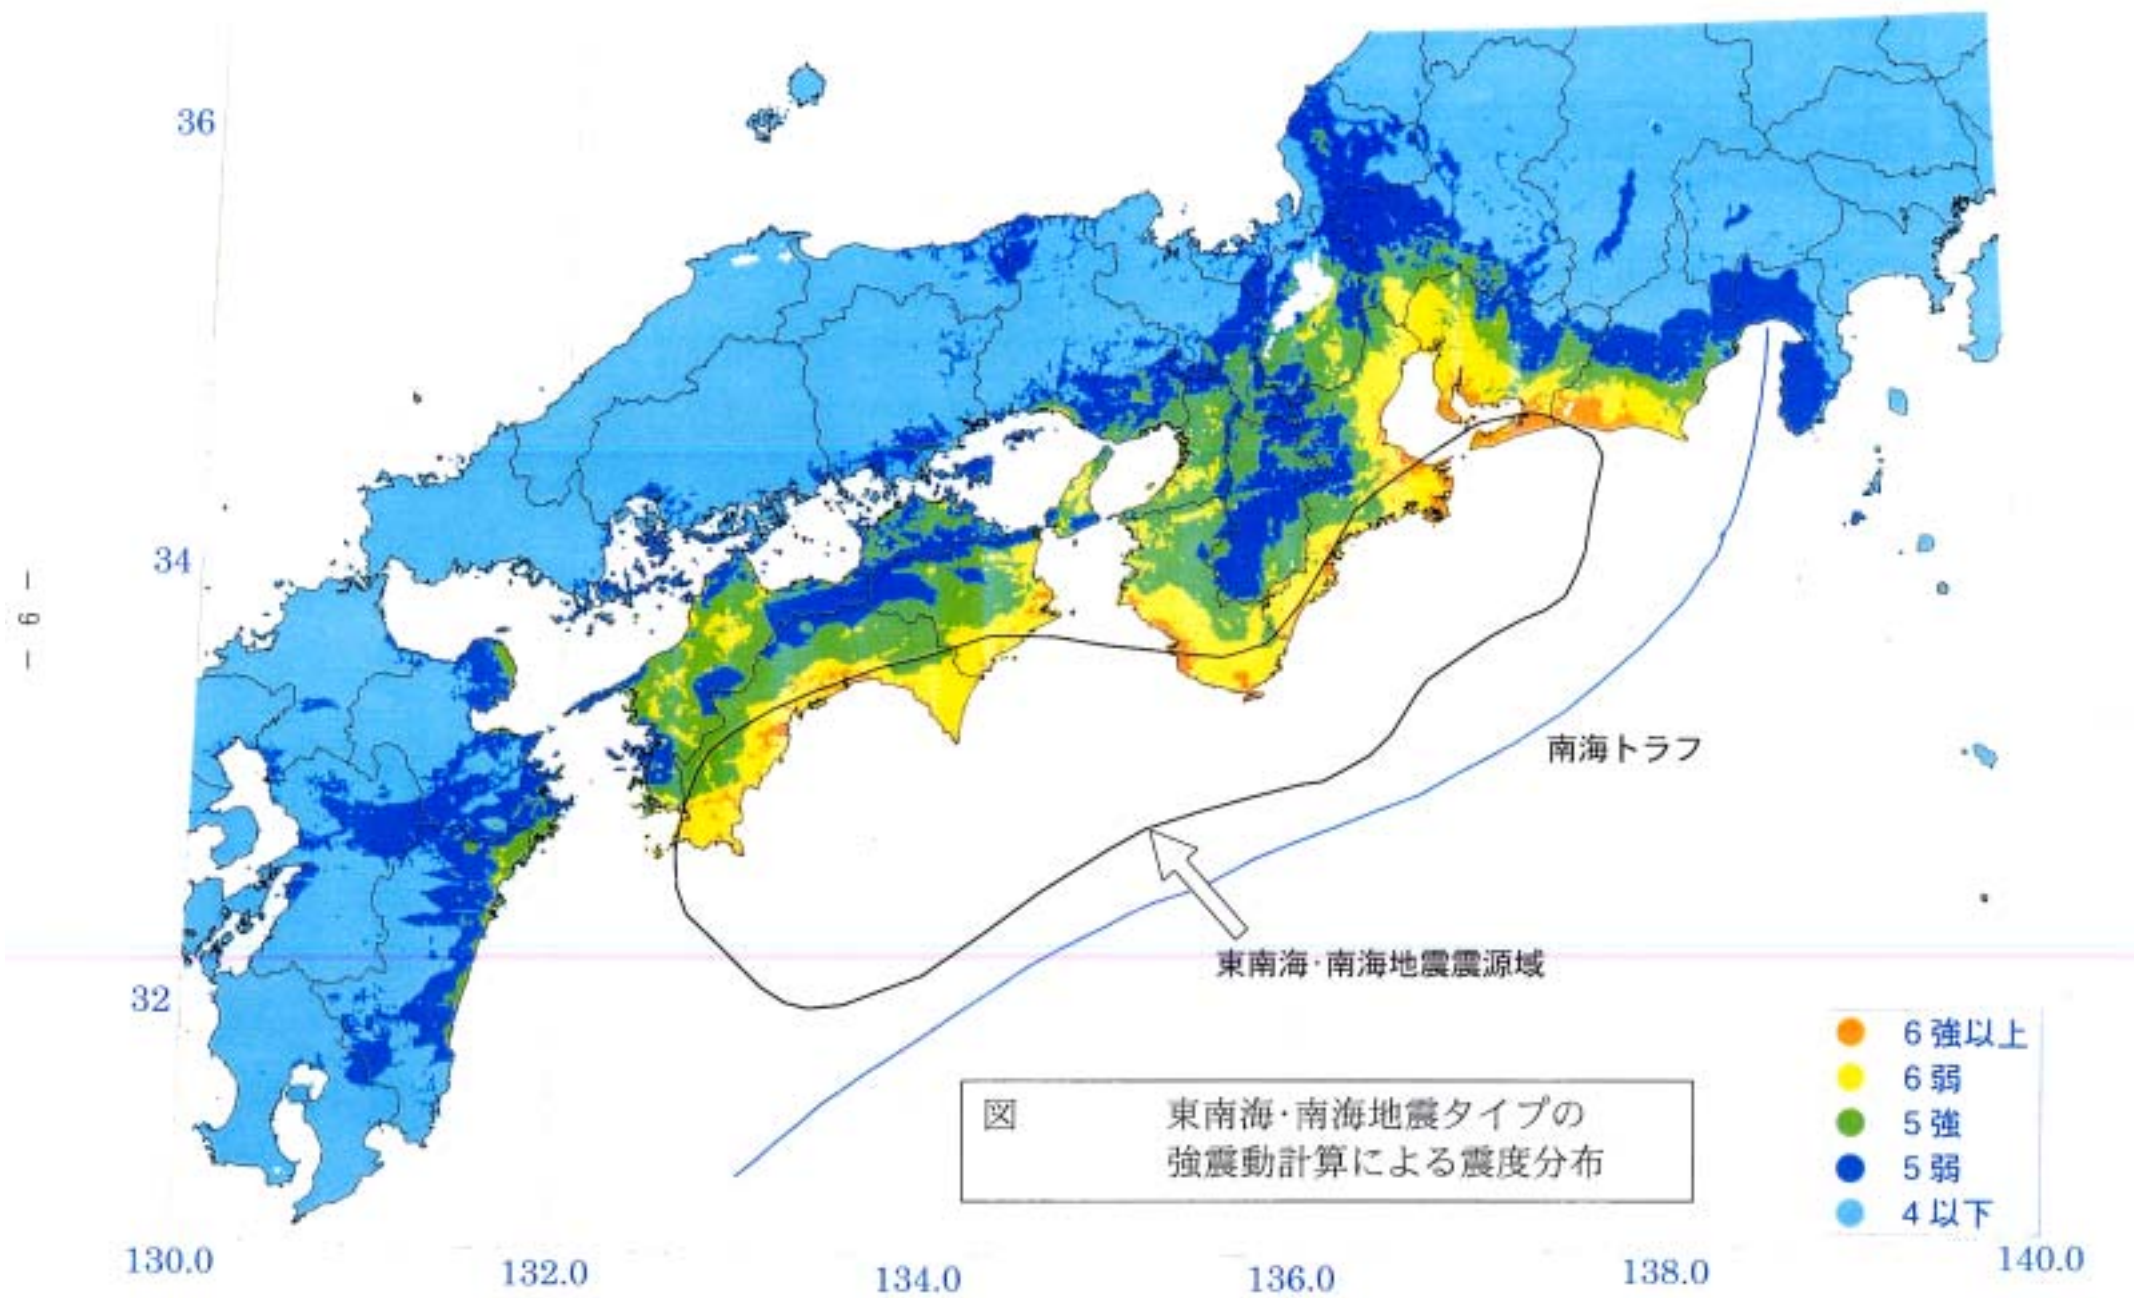 36
34
32
— 9 —
南海トラフ
東南海·南海地震震源域
6強以上
6弱
5強
5弱
4以下
図 東南海·南海地震タイプの
強震動計算による震度分布
130.0 132.0 134.0 136.0 138.0 140.0